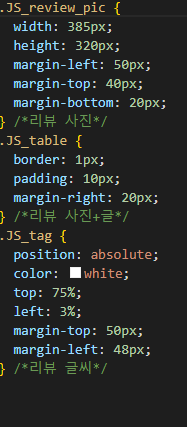 .JS_review_pic {
width: 385px;
height: 320px;
margin-left: 50px;
margin-top: 40px;
margin-bottom: 20px;
} /*리뷰 사진*/
.JS_table {
border: 1px;
padding: 10px;
margin-right: 20px;
} /*리뷰 사진+글*/
.JS_tag {
position: absolute;
color: white;
top: 75%;
left: 3%;
margin-top: 50px;
margin-left: 48px;
} /*리뷰 글씨*/